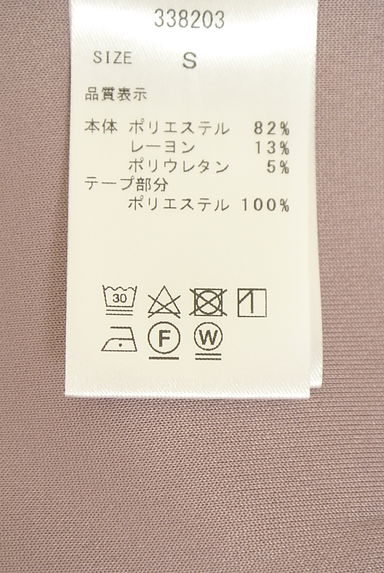 338203
SIZE S
品質表示
本体 ポリエステル 82%
レーヨン 13%
ポリウレタン 5%
テープ部分
ポリエステル 100%
30
F W